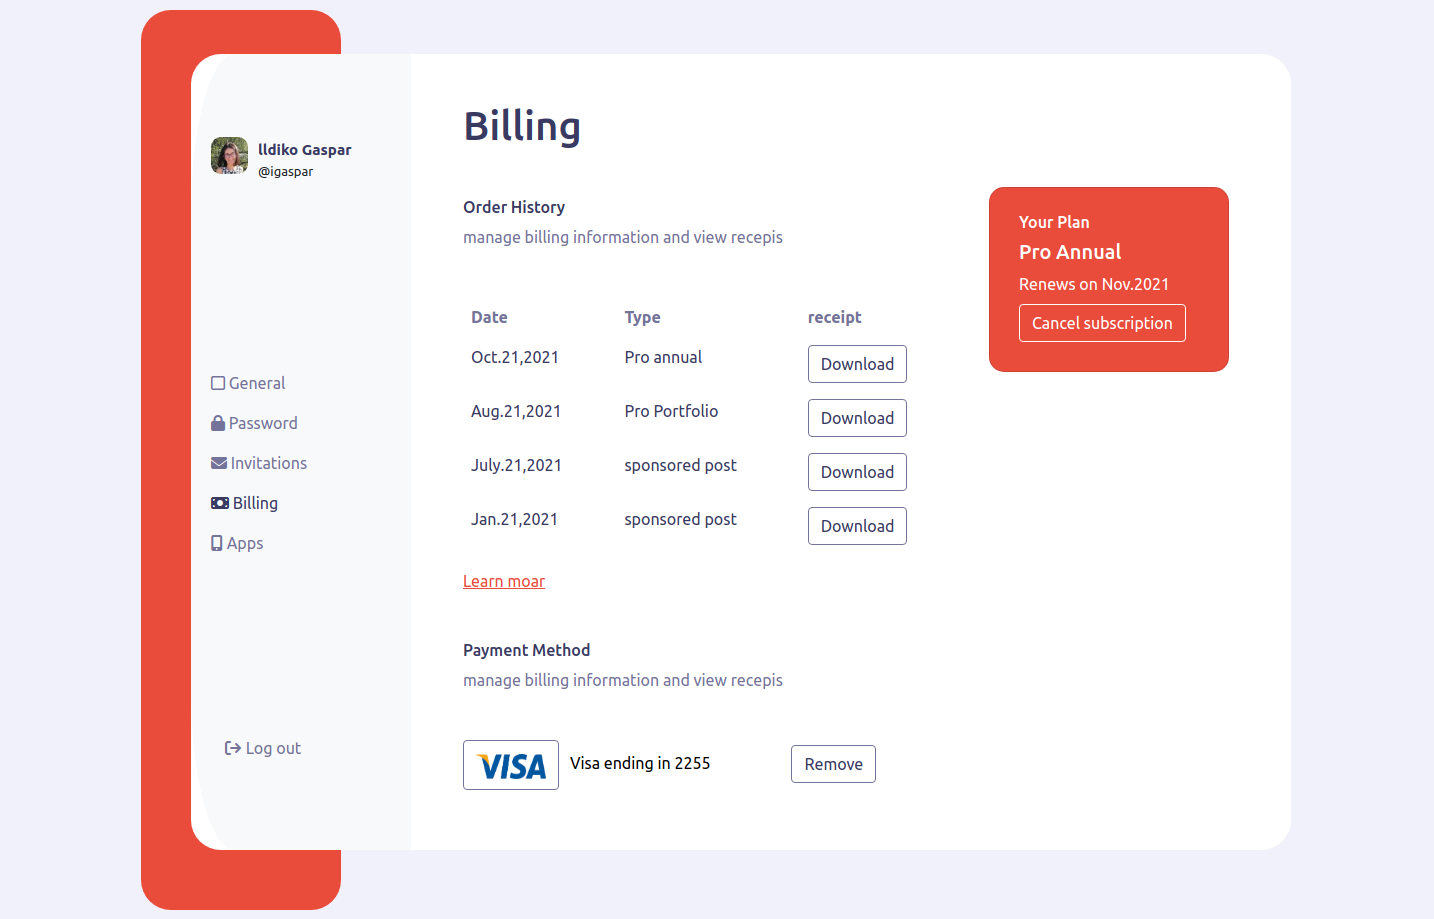 lldiko Gaspar
@igaspar
General
Password
Invitations
Billing
Apps
Log out
Billing
Order History
manage billing information and view recepis
Date Type receipt
Oct.21,2021 Pro annual Download
Aug.21,2021 Pro Portfolio Download
July.21,2021 sponsored post Download
Jan.21,2021 sponsored post Download
Learn moar
Payment Method
manage billing information and view recepis
VISA Visa ending in 2255 Remove
Your Plan
Pro Annual
Renews on Nov.2021
Cancel subscription